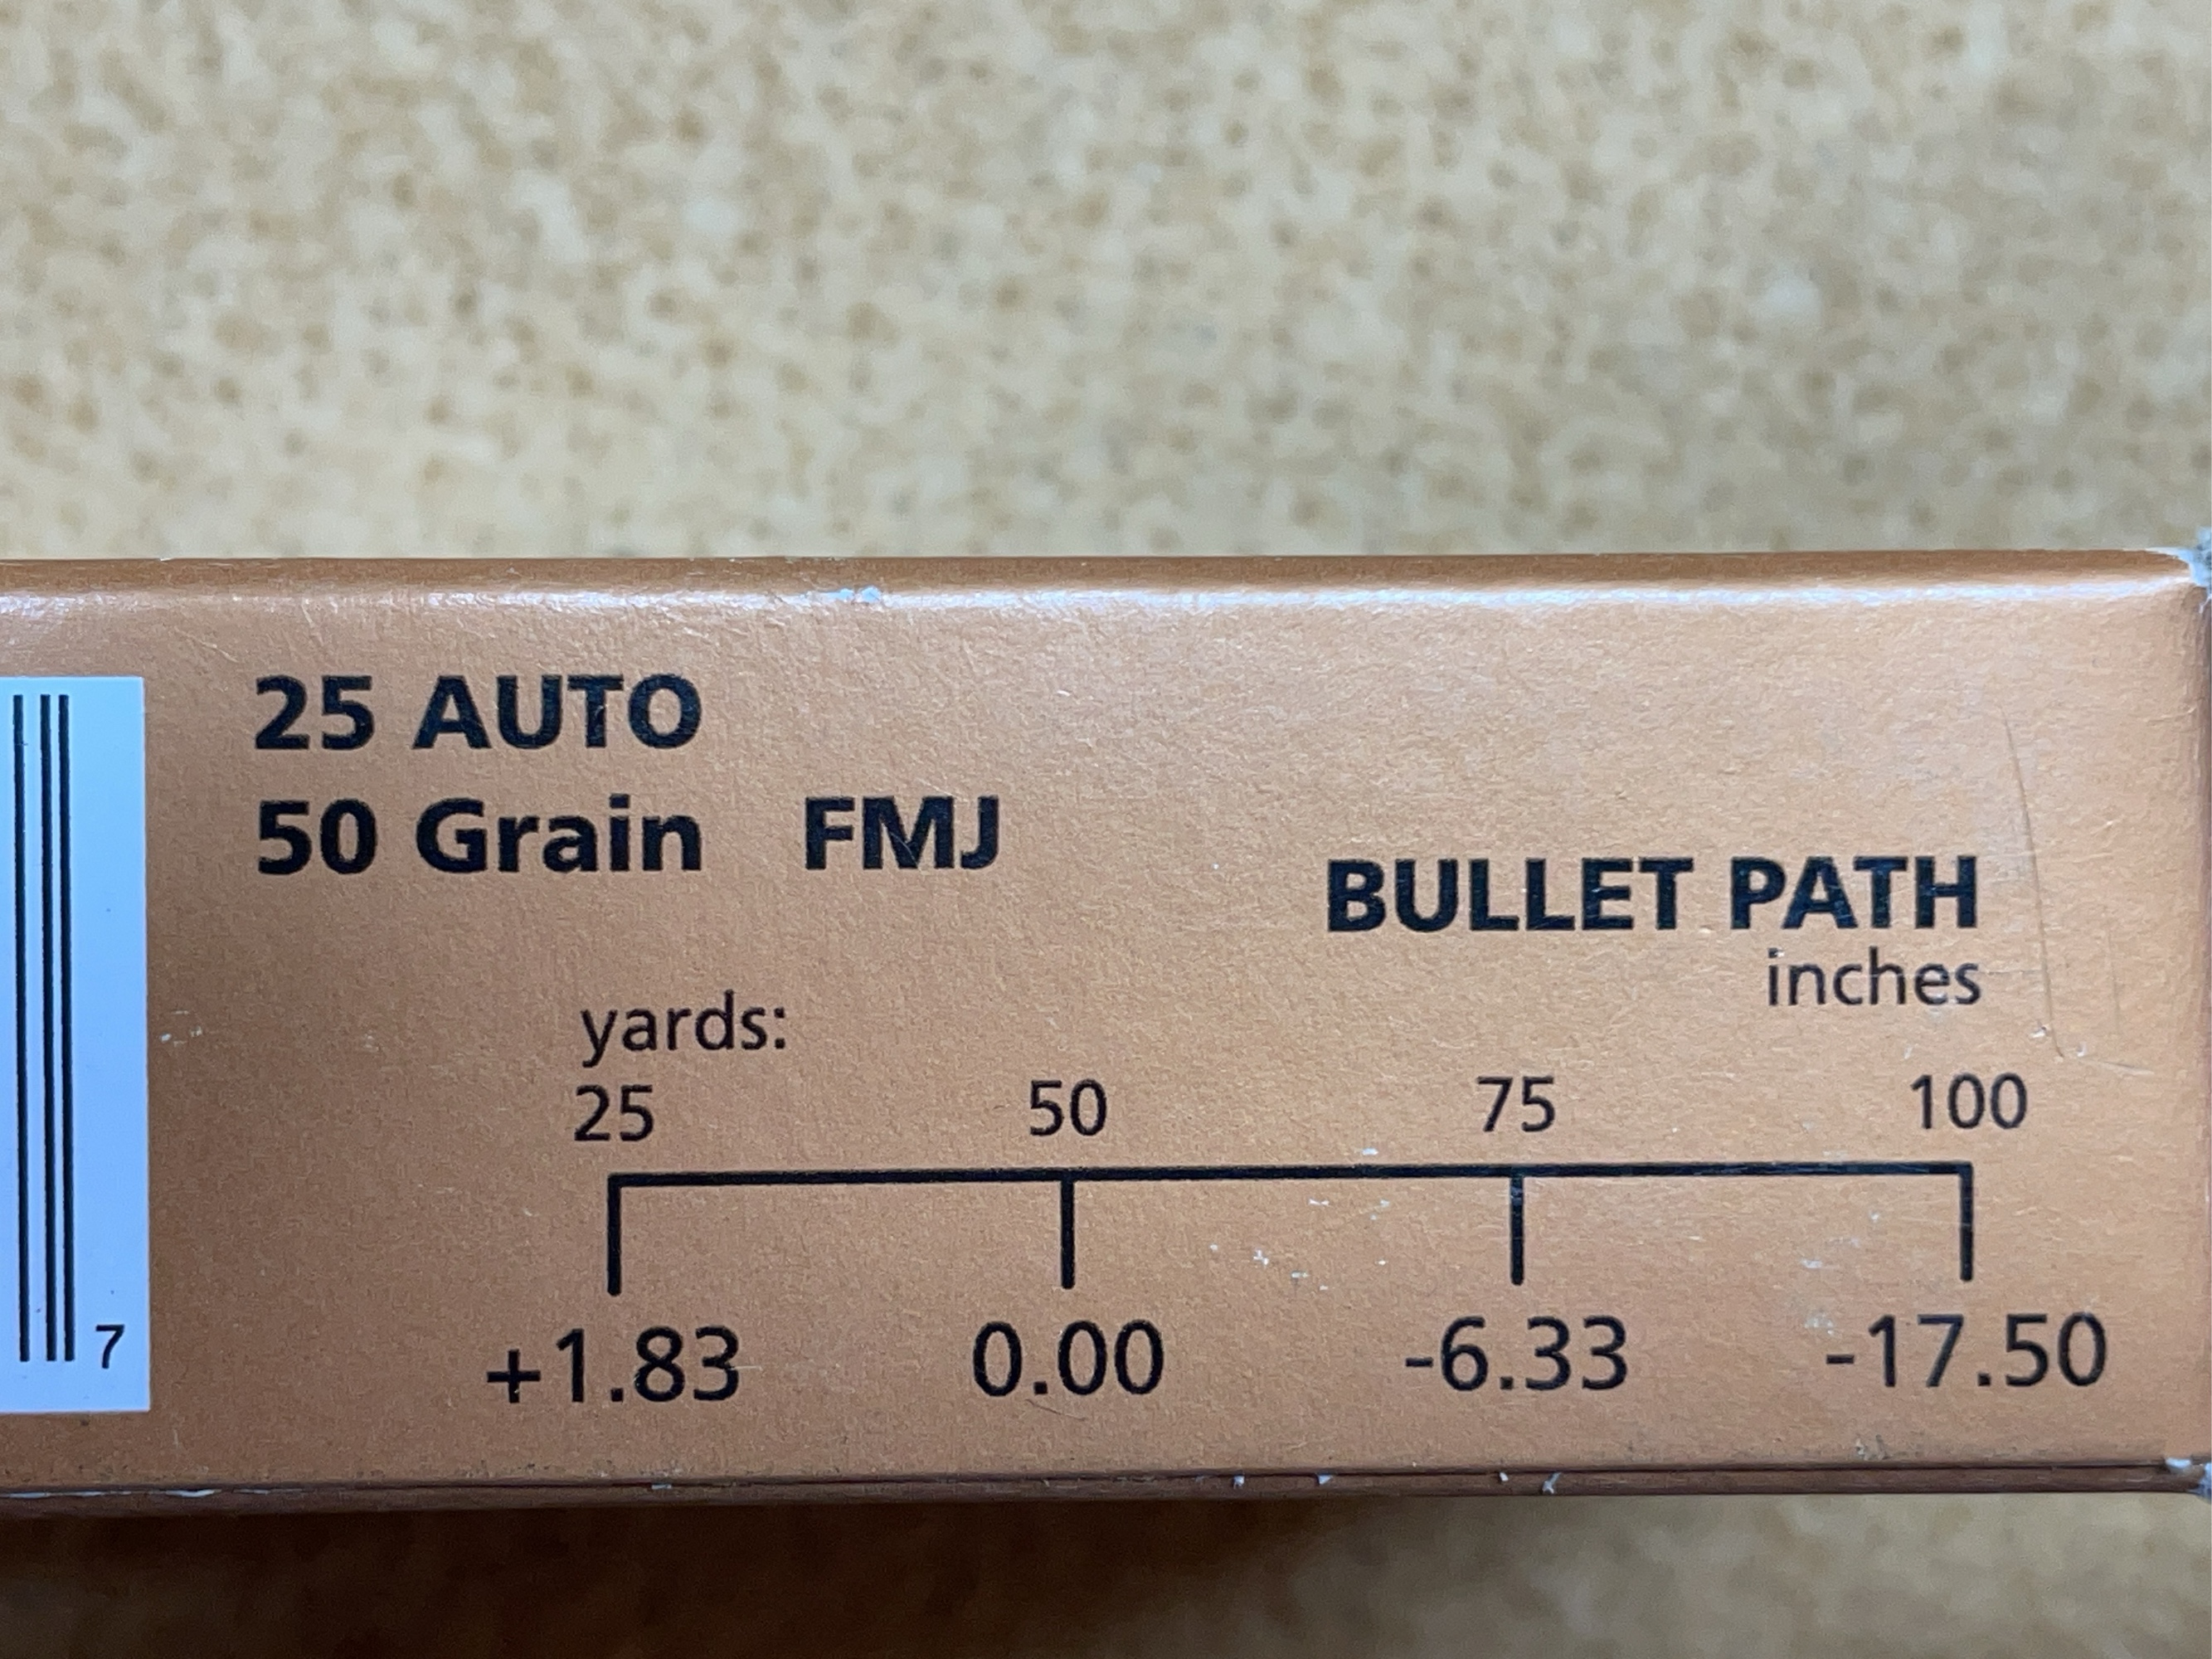 25 AUTO
50 Grain FMJ
BULLET PATH
inches
yards:
25 50 75 100
+1.83 0.00 -6.33 -17.50
7